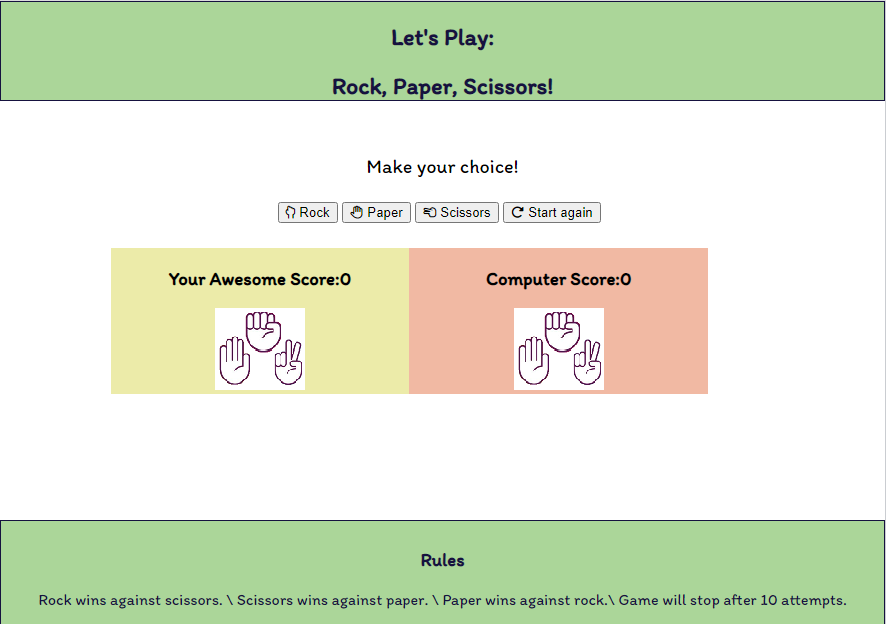 Let's Play:
Rock, Paper, Scissors!
Make your choice!
Rock Paper Scissors Start again
Your Awesome Score:0 Computer Score:0
Rules
Rock wins against scissors. \ Scissors wins against paper. \ Paper wins against rock.\ Game will stop after 10 attempts.